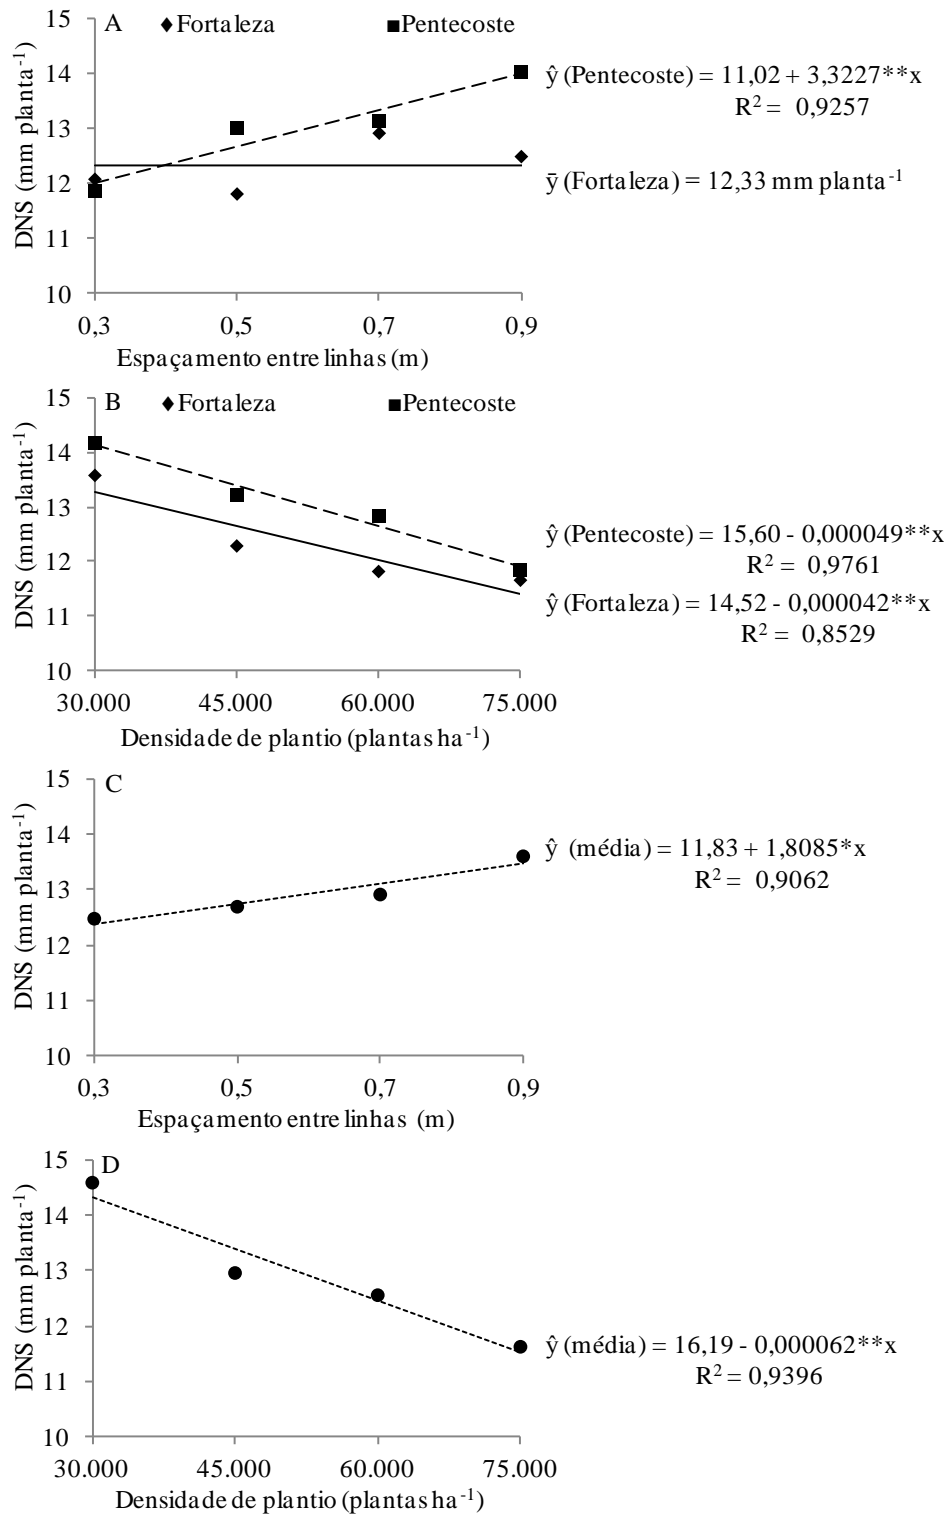 A ◆Fortaleza ■Pentecoste
15
14
13
12
11
10
DNS (mm planta⁻¹)
ŷ (Pentecoste) = 11,02 + 3,3227**x
R² = 0,9257
ȳ (Fortaleza) = 12,33 mm planta⁻¹
0,3 0,5 0,7 0,9
Espaçamento entre linhas (m)
B ◆Fortaleza ■Pentecoste
15
14
13
12
11
10
DNS (mm planta⁻¹)
ŷ (Pentecoste) = 15,60 - 0,000049**x
R² = 0,9761
ŷ (Fortaleza) = 14,52 - 0,000042**x
R² = 0,8529
30.000 45.000 60.000 75.000
Densidade de plantio (plantas ha⁻¹)
C
15
14
13
12
11
10
DNS (mm planta⁻¹)
ŷ (média) = 11,83 + 1,8085*x
R² = 0,9062
0,3 0,5 0,7 0,9
Espaçamento entre linhas (m)
D
15
14
13
12
11
10
DNS (mm planta⁻¹)
ŷ (média) = 16,19 - 0,000062**x
R² = 0,9396
30.000 45.000 60.000 75.000
Densidade de plantio (plantas ha⁻¹)